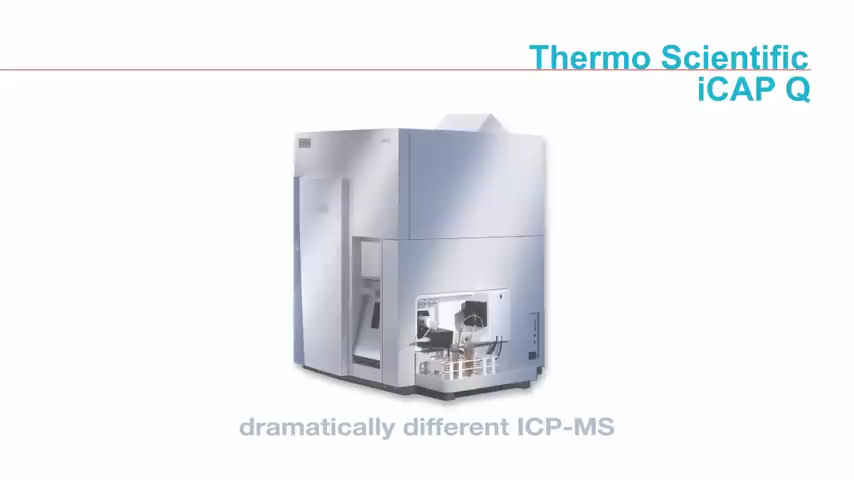 Thermo Scientific
iCAP Q
dramatically different ICP-MS